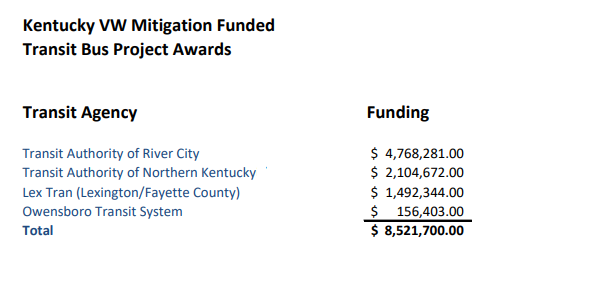 Kentucky VW Mitigation Funded
Transit Bus Project Awards
Transit Agency Funding
Transit Authority of River City $ 4,768,281.00
Transit Authority of Northern Kentucky $ 2,104,672.00
Lex Tran (Lexington/Fayette County) $ 1,492,344.00
Owensboro Transit System $ 156,403.00
Total $ 8,521,700.00